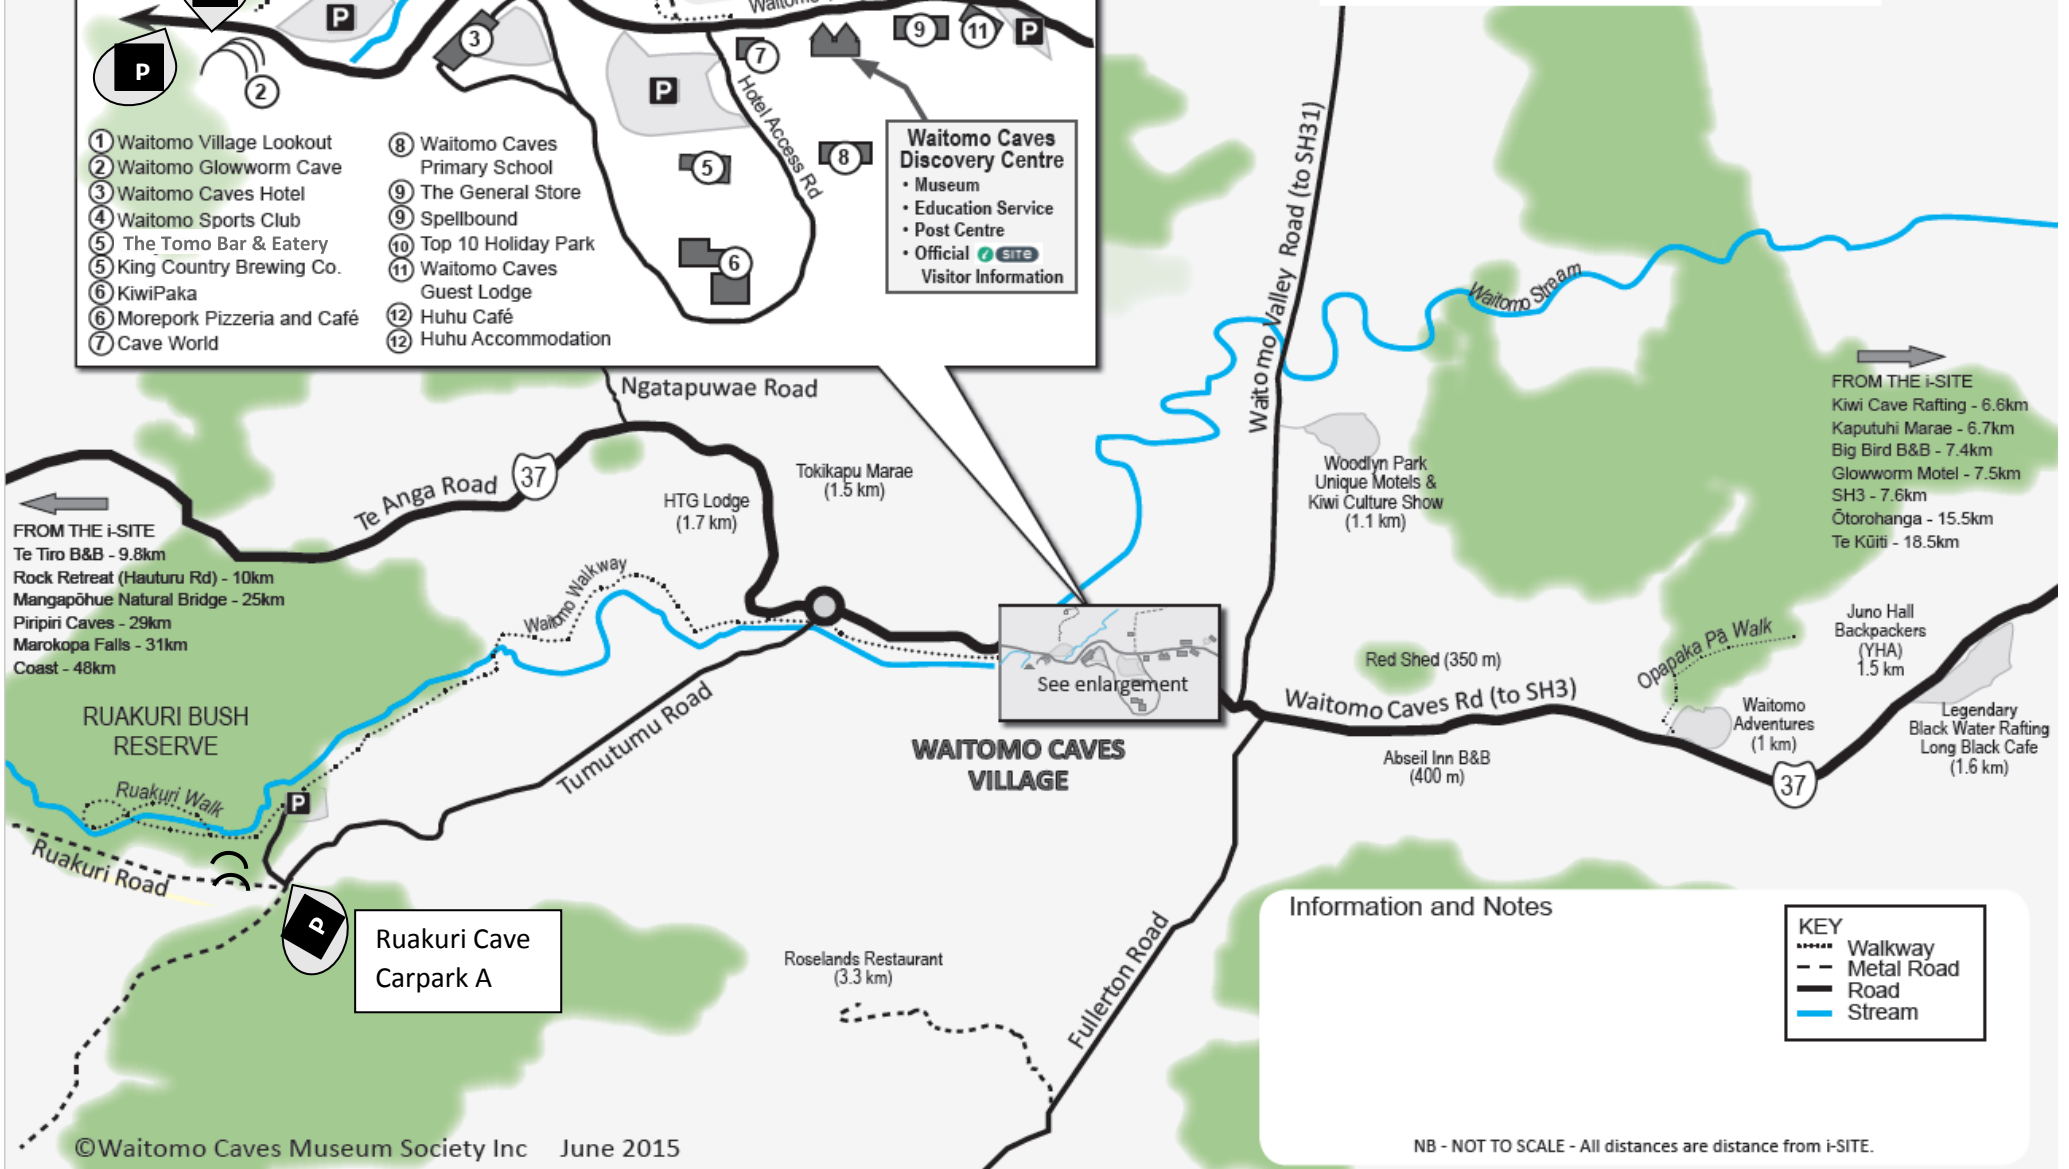 Waitomo
P
P
3
7
9
11
P
2
P
Hotel Access Rd
5
8
6
Waitomo Caves
Discovery Centre
• Museum
• Education Service
• Post Centre
• Official i SITE
Visitor Information
1 Waitomo Village Lookout
2 Waitomo Glowworm Cave
3 Waitomo Caves Hotel
4 Waitomo Sports Club
5 The Tomo Bar & Eatery
5 King Country Brewing Co.
6 KiwiPaka
6 Morepork Pizzeria and Café
7 Cave World
8 Waitomo Caves
Primary School
9 The General Store
9 Spellbound
10 Top 10 Holiday Park
11 Waitomo Caves
Guest Lodge
12 Huhu Café
12 Huhu Accommodation
Waitomo Valley Road (to SH31)
Waitomo Stream
Ngatapuwae Road
Te Anga Road
37
HTG Lodge
(1.7 km)
Tokikapu Marae
(1.5 km)
Woodlyn Park
Unique Motels &
Kiwi Culture Show
(1.1 km)
FROM THE i-SITE
Kiwi Cave Rafting - 6.6km
Kaputuhi Marae - 6.7km
Big Bird B&B - 7.4km
Glowworm Motel - 7.5km
SH3 - 7.6km
Ōtorohanga - 15.5km
Te Kūiti - 18.5km
FROM THE i-SITE
Te Tiro B&B - 9.8km
Rock Retreat (Hauturu Rd) - 10km
Mangapōhue Natural Bridge - 25km
Piripiri Caves - 29km
Marokopa Falls - 31km
Coast - 48km
Waitomo Walkway
See enlargement
WAITOMO CAVES
VILLAGE
Red Shed (350 m)
Waitomo Caves Rd (to SH3)
Abseil Inn B&B
(400 m)
Opapaka Pā Walk
Waitomo
Adventures
(1 km)
Juno Hall
Backpackers
(YHA)
1.5 km
37
Legendary
Black Water Rafting
Long Black Cafe
(1.6 km)
RUAKURI BUSH
RESERVE
Ruakuri Walk
P
Tumutumu Road
Ruakuri Road
P
Ruakuri Cave
Carpark A
Roselands Restaurant
(3.3 km)
Fullerton Road
Information and Notes
KEY
Walkway
Metal Road
Road
Stream
NB - NOT TO SCALE - All distances are distance from i-SITE.
©Waitomo Caves Museum Society Inc June 2015